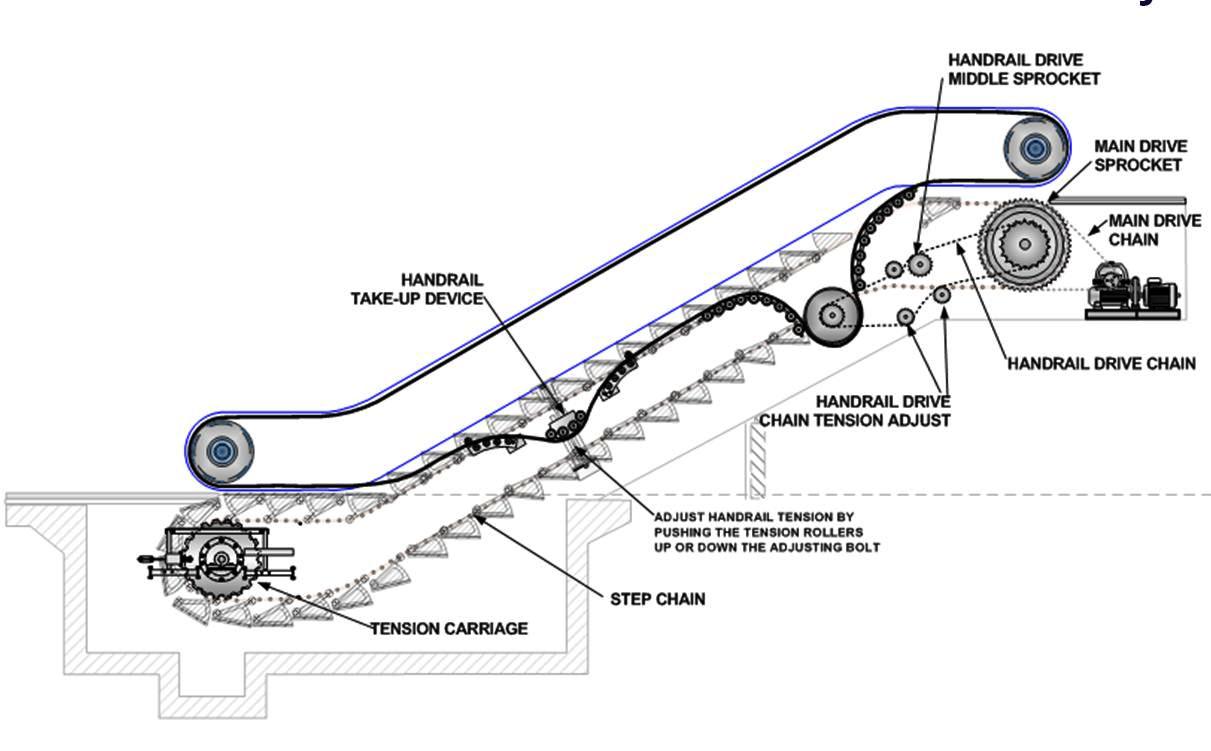 HANDRAIL DRIVE
MIDDLE SPROCKET
MAIN DRIVE
SPROCKET
MAIN DRIVE
CHAIN
HANDRAIL
TAKE-UP DEVICE
HANDRAIL DRIVE CHAIN
HANDRAIL DRIVE
CHAIN TENSION ADJUST
ADJUST HANDRAIL TENSION BY
PUSHING THE TENSION ROLLERS
UP OR DOWN THE ADJUSTING BOLT
STEP CHAIN
TENSION CARRIAGE